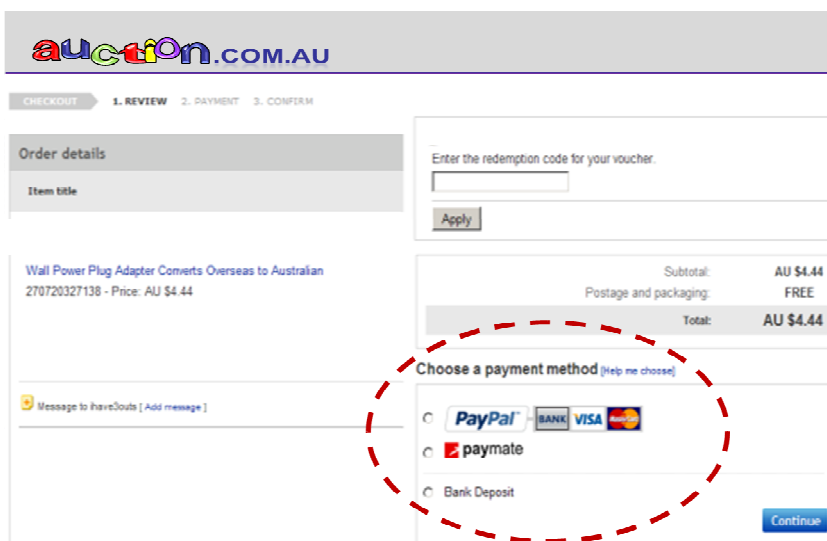 auction.COM.AU
CHECKOUT 1. REVIEW 2. PAYMENT 3. CONFIRM
Order details
Item title
Wall Power Plug Adapter Converts Overseas to Australian
270720327138 - Price: AU $4.44
Message to ihave3outs [ Add message ]
Enter the redemption code for your voucher.
Apply
Subtotal: AU $4.44
Postage and packaging: FREE
Total: AU $4.44
Choose a payment method [Help me choose]
PayPal BANK VISA MasterCard
paymate
Bank Deposit
Continue